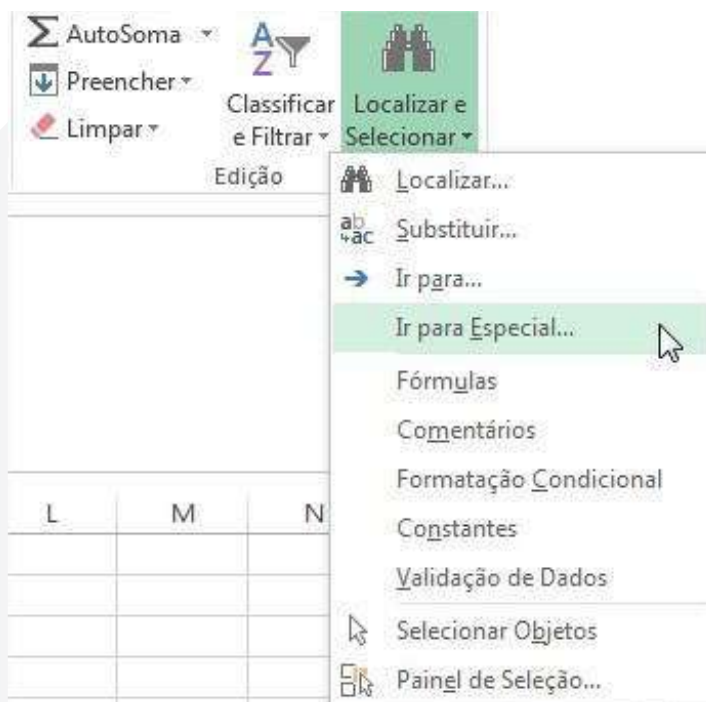 AutoSoma
Preencher
Limpar
Classificar
e Filtrar
Localizar e
Selecionar
Edição
Localizar...
Substituir...
Ir para...
Ir para Especial...
Fórmulas
Comentários
Formatação Condicional
Constantes
Validação de Dados
Selecionar Objetos
Painel de Seleção...
L M N